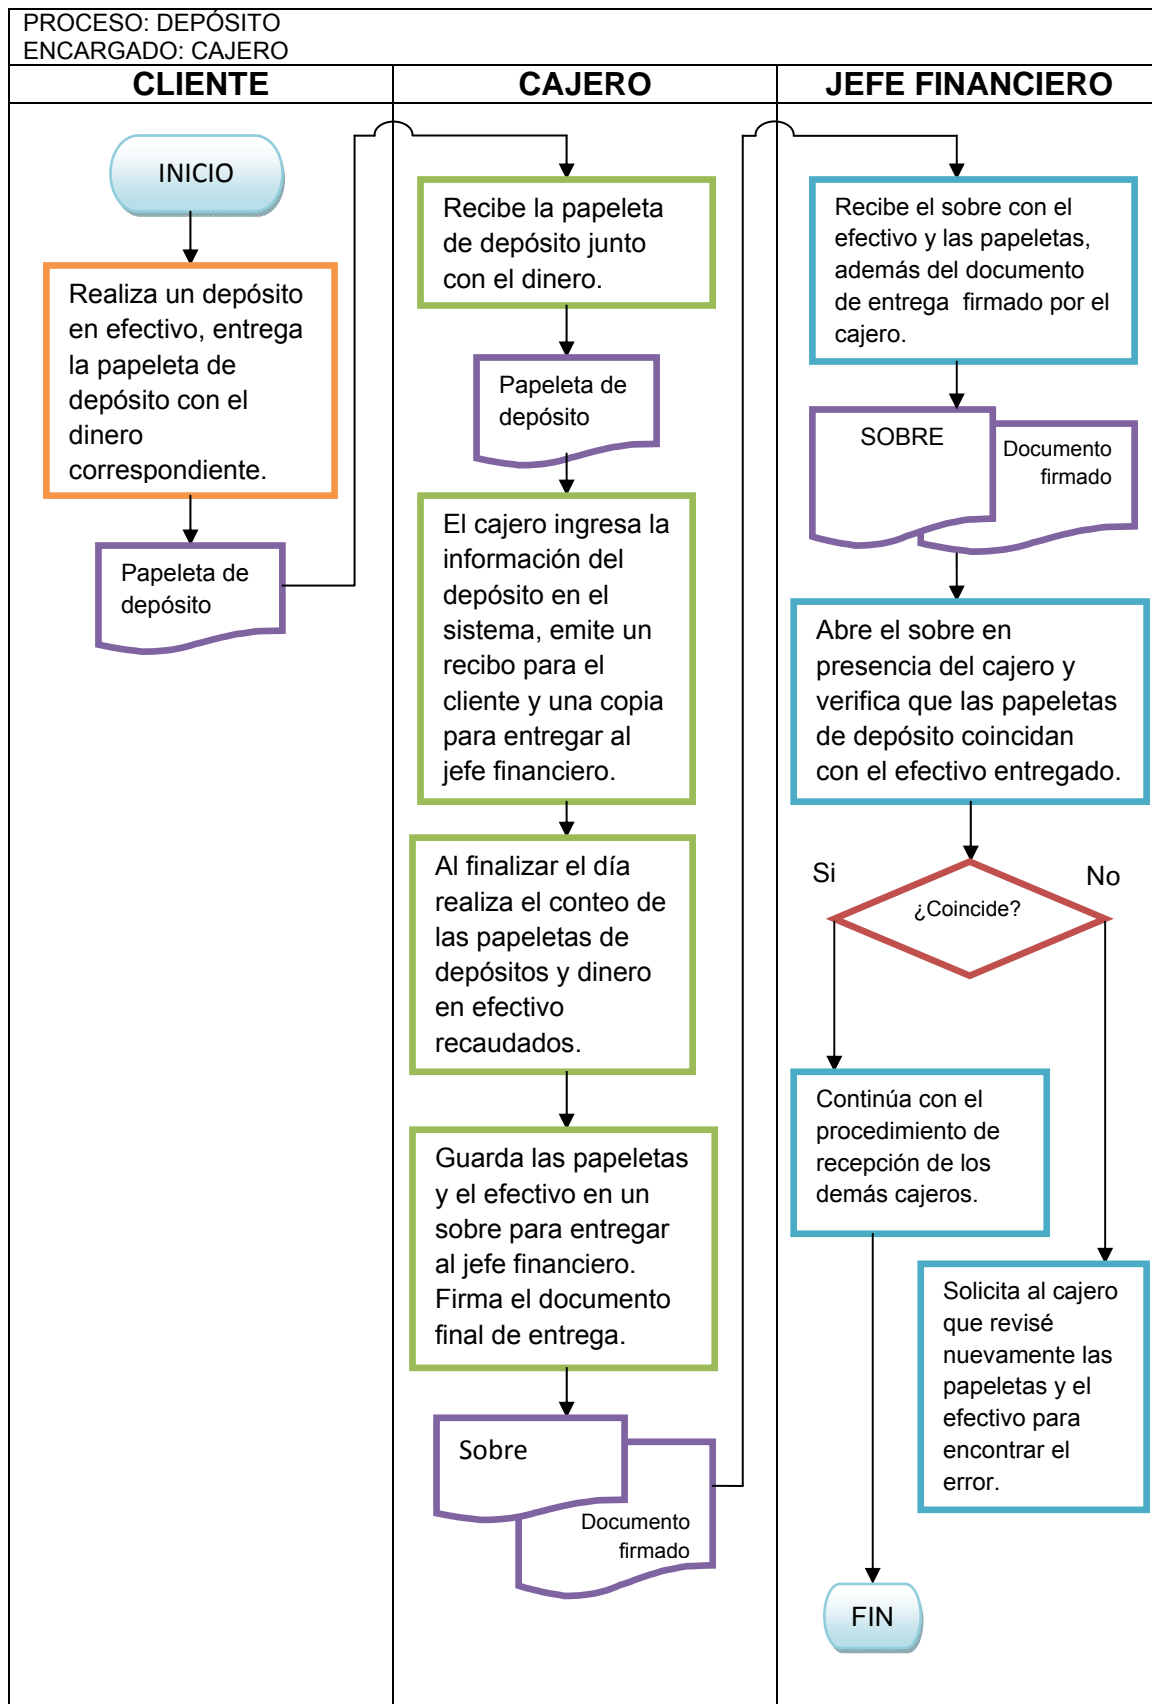 PROCESO: DEPÓSITO
ENCARGADO: CAJERO
CLIENTE
CAJERO
JEFE FINANCIERO
INICIO
Realiza un depósito
en efectivo, entrega
la papeleta de
depósito con el
dinero
correspondiente.
Papeleta de
depósito
Recibe la papeleta
de depósito junto
con el dinero.
Papeleta de
depósito
El cajero ingresa la
información del
depósito en el
sistema, emite un
recibo para el
cliente y una copia
para entregar al
jefe financiero.
Al finalizar el día
realiza el conteo de
las papeletas de
depósitos y dinero
en efectivo
recaudados.
Guarda las papeletas
y el efectivo en un
sobre para entregar
al jefe financiero.
Firma el documento
final de entrega.
Sobre
Documento
firmado
Recibe el sobre con el
efectivo y las papeletas,
además del documento
de entrega firmado por el
cajero.
SOBRE
Documento
firmado
Abre el sobre en
presencia del cajero y
verifica que las papeletas
de depósito coincidan
con el efectivo entregado.
Si
¿Coincide?
No
Continúa con el
procedimiento de
recepción de los
demás cajeros.
Solicita al cajero
que revisé
nuevamente las
papeletas y el
efectivo para
encontrar el
error.
FIN